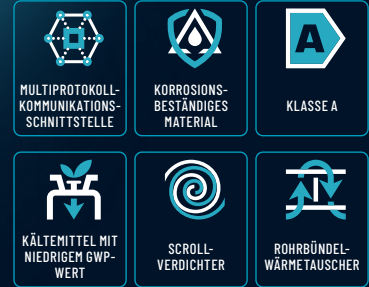 MULTIPROTOKOLL-
KOMMUNIKATIONS-
SCHNITTSTELLE
KORROSIONS-
BESTÄNDIGES
MATERIAL
A
KLASSE A
KÄLTEMITTEL MIT
NIEDRIGEM GWP-
WERT
SCROLL-
VERDICHTER
ROHRBÜNDEL-
WÄRMETAUSCHER